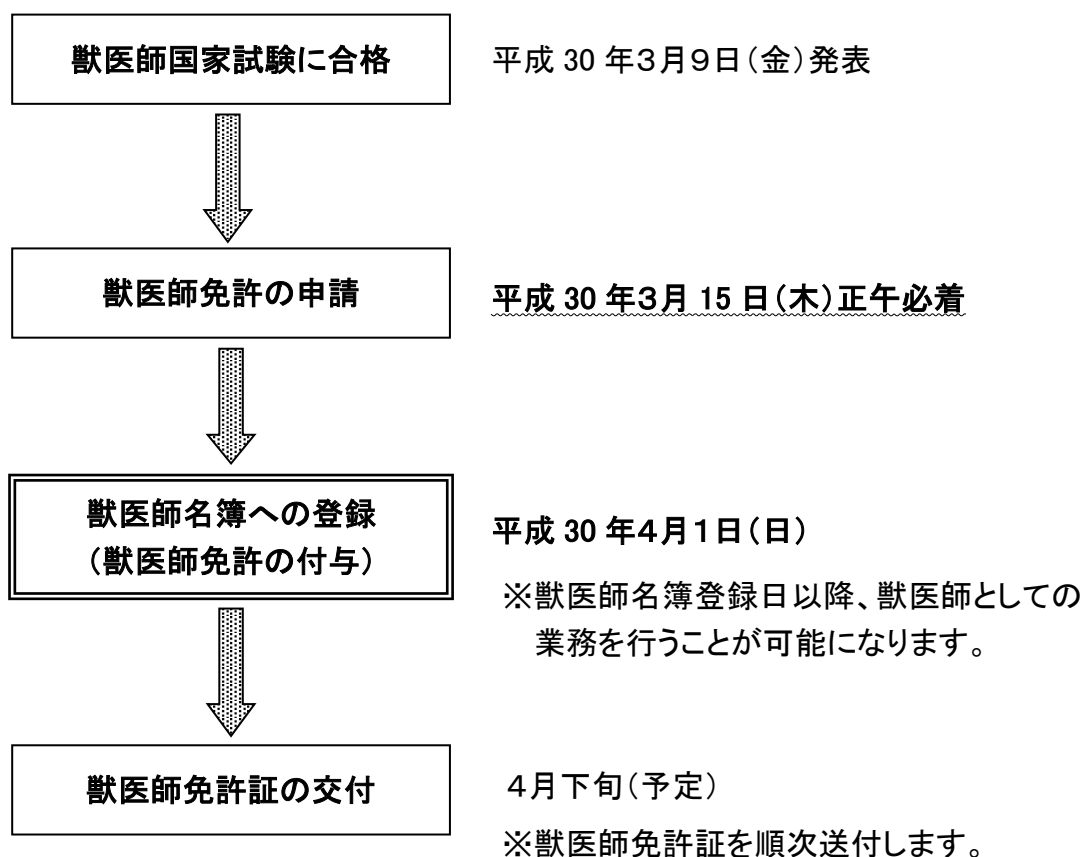 獣医師国家試験に合格
平成 30 年3月9日(金)発表
獣医師免許の申請
平成 30 年3月 15 日(木)正午必着
獣医師名簿への登録
(獣医師免許の付与)
平成 30 年4月1日(日)
※獣医師名簿登録日以降、獣医師としての
業務を行うことが可能になります。
獣医師免許証の交付
4月下旬(予定)
※獣医師免許証を順次送付します。